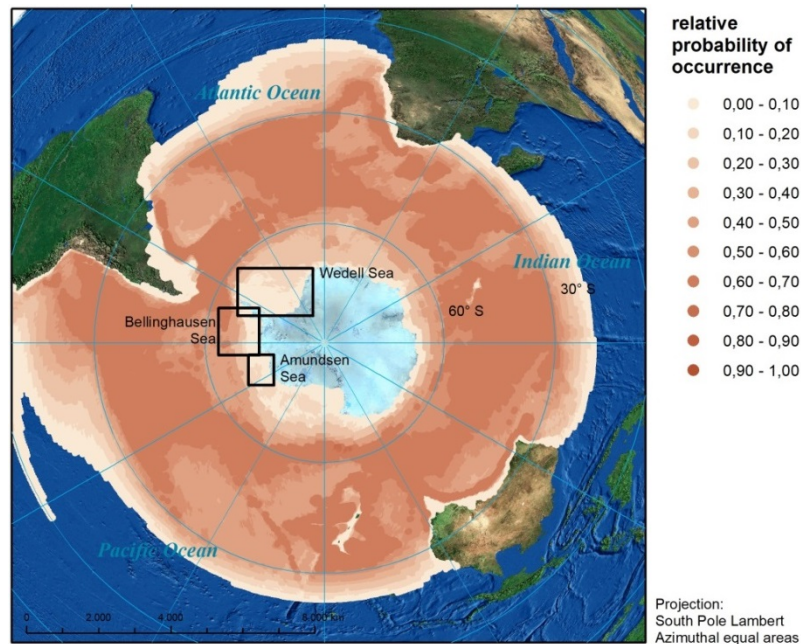 relative
probability of
occurrence
0,00 - 0,10
0,10 - 0,20
0,20 - 0,30
0,30 - 0,40
0,40 - 0,50
0,50 - 0,60
0,60 - 0,70
0,70 - 0,80
0,80 - 0,90
0,90 - 1,00
Atlantic Ocean
Indian Ocean
Wedell Sea
30° S
60° S
Bellinghausen
Sea
Amundsen
Sea
Pacific Ocean
0 2.000 4.000 6.000 km
Projection:
South Pole Lambert
Azimuthal equal areas